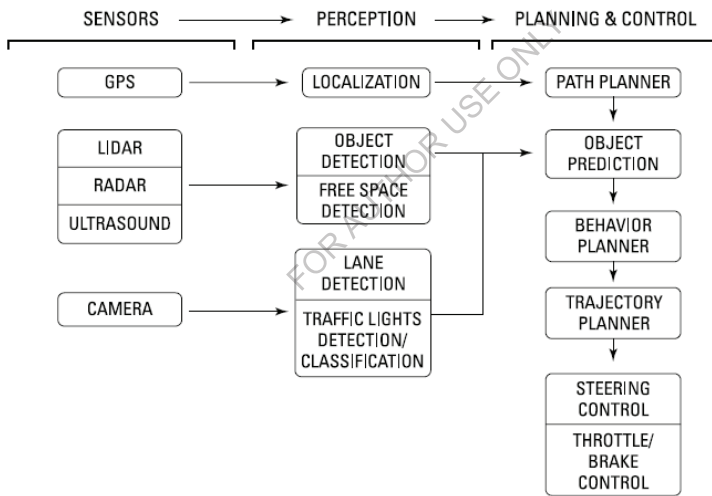 SENSORS
PERCEPTION
PLANNING & CONTROL
GPS
LOCALIZATION
PATH PLANNER
LIDAR
RADAR
ULTRASOUND
OBJECT
DETECTION
FREE SPACE
DETECTION
OBJECT
PREDICTION
BEHAVIOR
PLANNER
CAMERA
LANE
DETECTION
TRAFFIC LIGHTS
DETECTION/
CLASSIFICATION
TRAJECTORY
PLANNER
STEERING
CONTROL
THROTTLE/
BRAKE
CONTROL
FOR AUTHOR USE ONLY